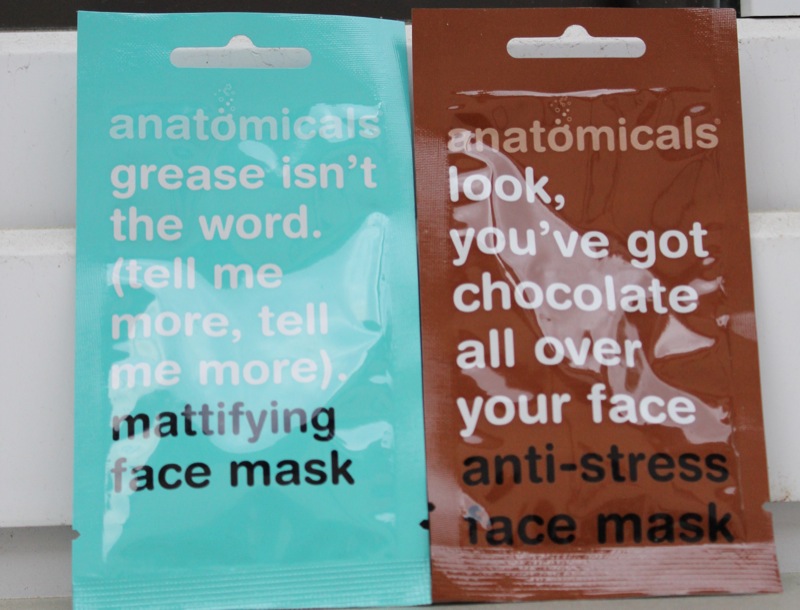 anatomicals
grease isn't
the word.
(tell me
more, tell
me more).
mattifying
face mask
anatomicals
look,
you've got
chocolate
all over
your face
anti-stress
face mask